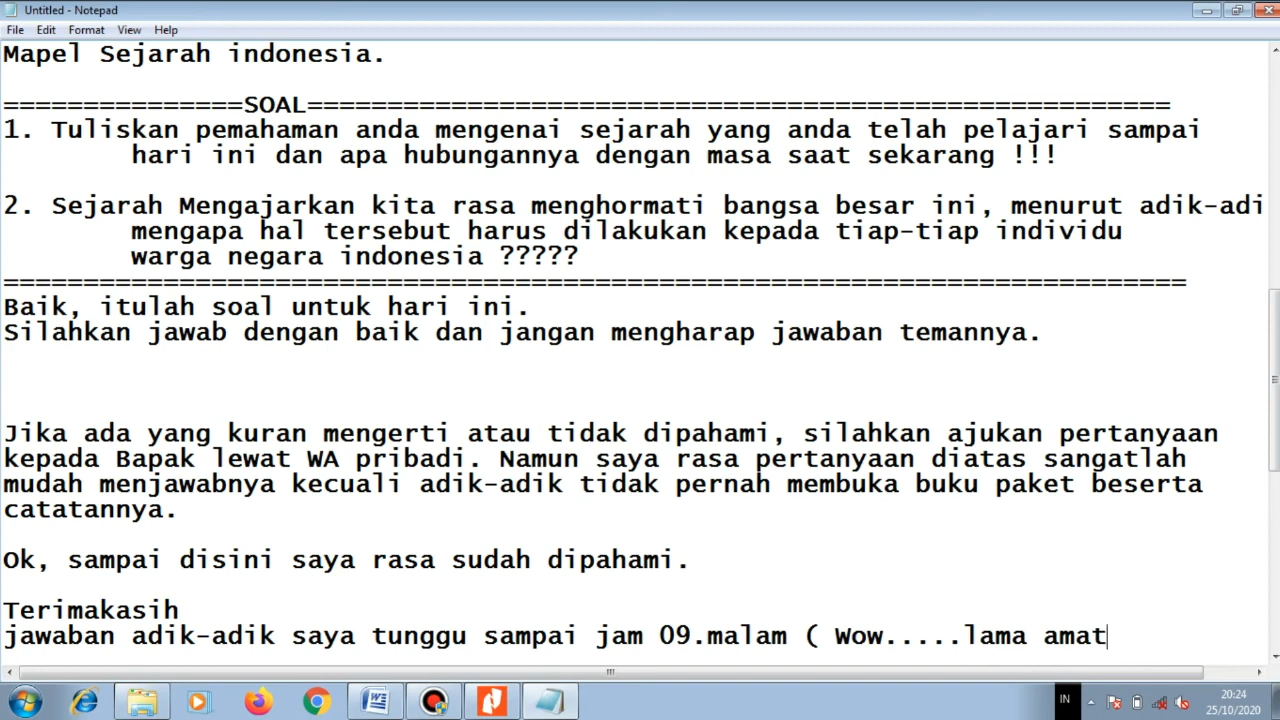 Untitled - Notepad
File Edit Format View Help
Mapel Sejarah indonesia.
===============SOAL======================================================
1. Tuliskan pemahaman anda mengenai sejarah yang anda telah pelajari sampai
hari ini dan apa hubungannya dengan masa saat sekarang !!!
2. Sejarah Mengajarkan kita rasa menghormati bangsa besar ini, menurut adik-adi
mengapa hal tersebut harus dilakukan kepada tiap-tiap individu
warga negara indonesia ?????
==========================================================================
Baik, itulah soal untuk hari ini.
Silahkan jawab dengan baik dan jangan mengharap jawaban temannya.
Jika ada yang kuran mengerti atau tidak dipahami, silahkan ajukan pertanyaan
kepada Bapak lewat WA pribadi. Namun saya rasa pertanyaan diatas sangatlah
mudah menjawabnya kecuali adik-adik tidak pernah membuka buku paket beserta
catatannya.
Ok, sampai disini saya rasa sudah dipahami.
Terimakasih
jawaban adik-adik saya tunggu sampai jam 09.malam ( Wow.....lama amat
IN
20:24
25/10/2020